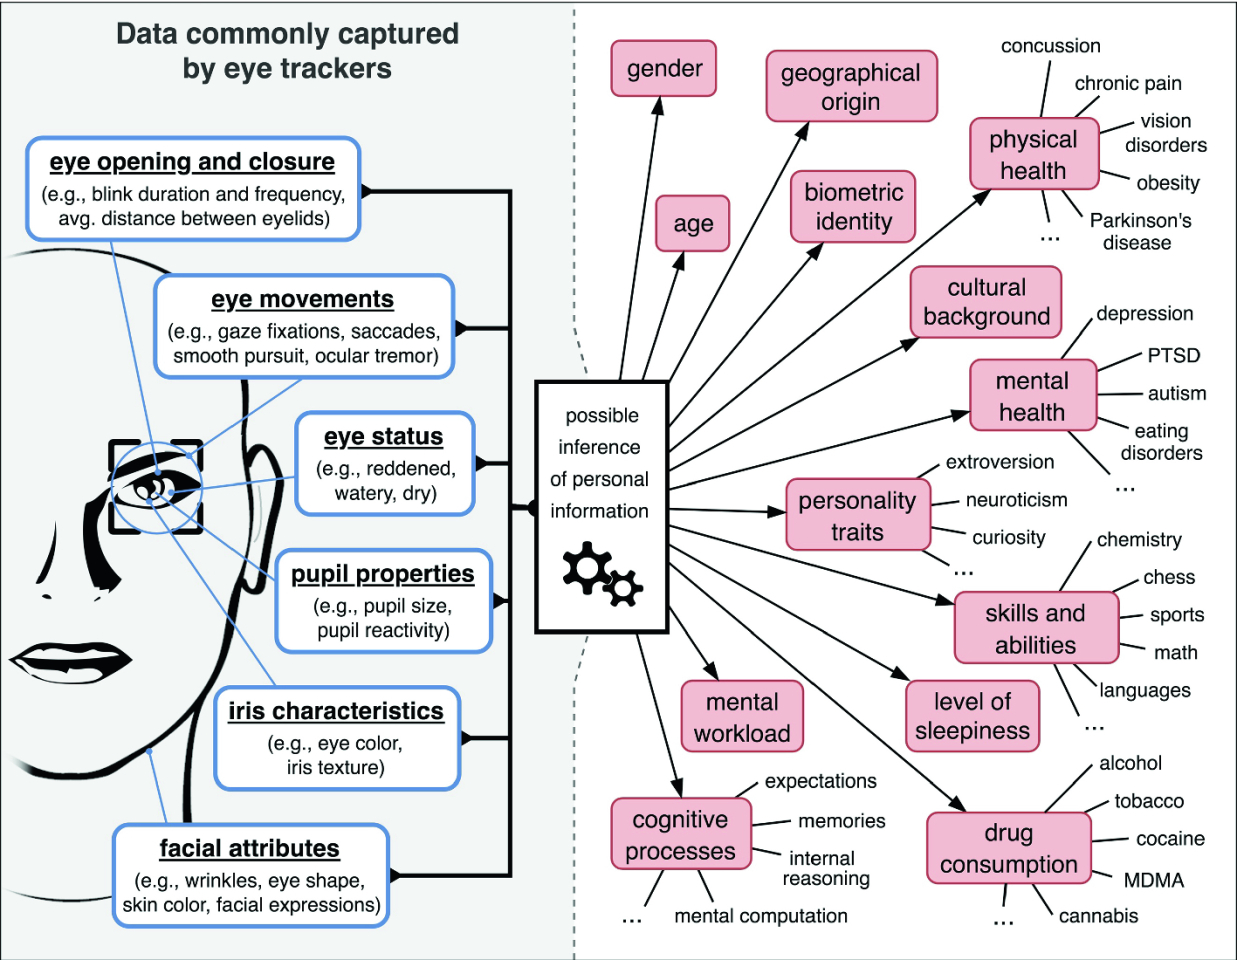 Data commonly captured
by eye trackers
eye opening and closure
(e.g., blink duration and frequency,
avg. distance between eyelids)
eye movements
(e.g., gaze fixations, saccades,
smooth pursuit, ocular tremor)
eye status
(e.g., reddened,
watery, dry)
pupil properties
(e.g., pupil size,
pupil reactivity)
iris characteristics
(e.g., eye color,
iris texture)
facial attributes
(e.g., wrinkles, eye shape,
skin color, facial expressions)
possible
inference
of personal
information
gender
geographical
origin
age
biometric
identity
physical
health
concussion
chronic pain
vision
disorders
obesity
Parkinson's
disease
...
cultural
background
mental
health
depression
PTSD
autism
eating
disorders
...
personality
traits
extroversion
neuroticism
curiosity
...
skills and
abilities
chemistry
chess
sports
math
languages
...
mental
workload
level of
sleepiness
cognitive
processes
expectations
memories
internal
reasoning
mental computation
...
drug
consumption
alcohol
tobacco
cocaine
MDMA
cannabis
...